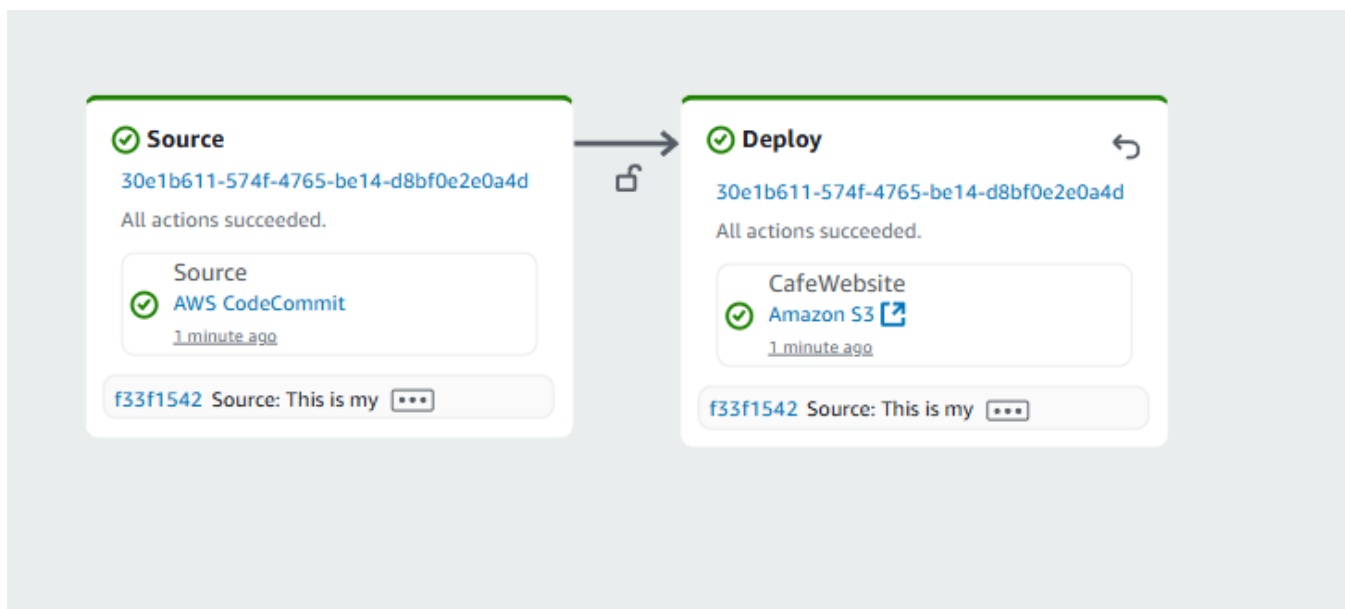 Source
30e1b611-574f-4765-be14-d8bf0e2e0a4d
All actions succeeded.
Source
AWS CodeCommit
1 minute ago
f33f1542 Source: This is my
Deploy
30e1b611-574f-4765-be14-d8bf0e2e0a4d
All actions succeeded.
CafeWebsite
Amazon S3
1 minute ago
f33f1542 Source: This is my